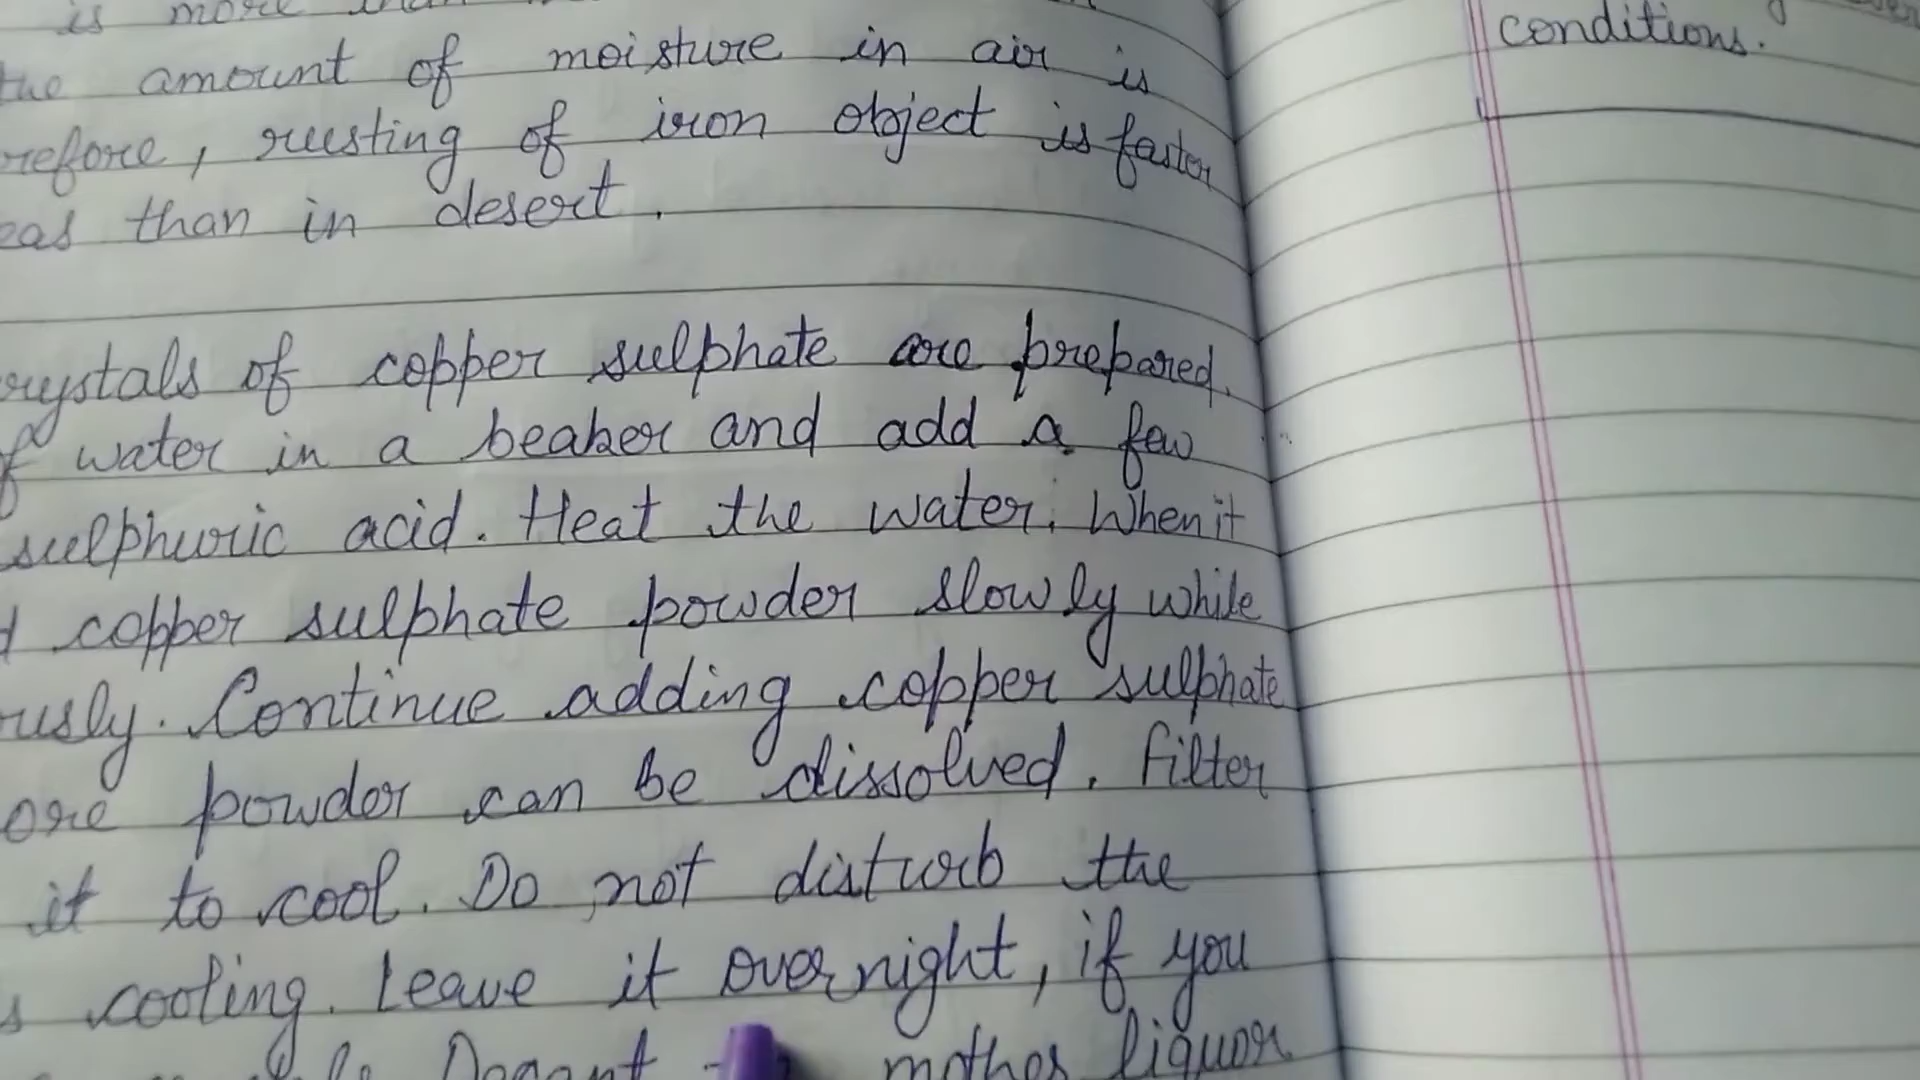 is more
the amount of moisture in air is
refore, rusting of iron object is faster
eas than in desert.
rystals of copper sulphate are prepared.
f water in a beaker and add a few
sulphuric acid. Heat the water. When it
d copper sulphate powder slowly while
usly. Continue adding copper sulphate
ore powder can be dissolved. Filter
it to cool. Do not disturb the
s cooling. Leave it overnight, if you
mother liquor
conditions.